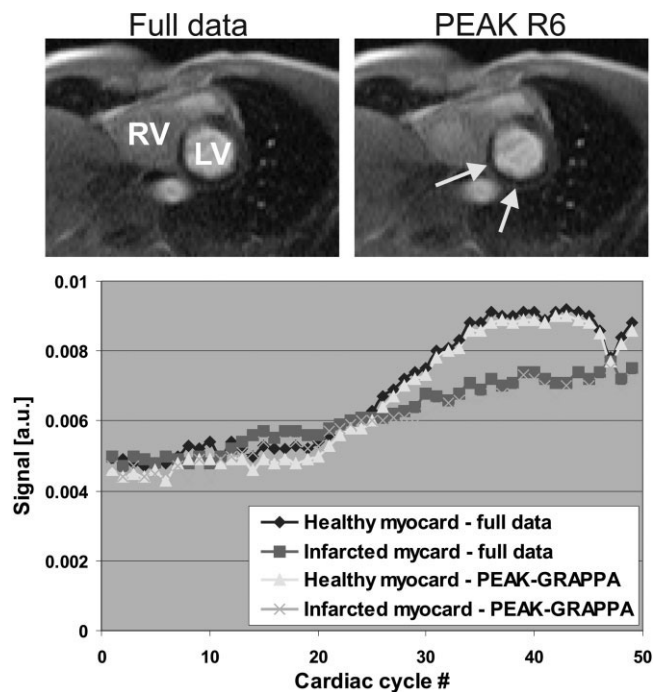 Full data
PEAK R6
RV
LV
0.01
0.008
0.006
0.004
0.002
0
Signal [a.u.]
Healthy myocard - full data
Infarcted mycard - full data
Healthy myocard - PEAK-GRAPPA
Infarcted myocard - PEAK-GRAPPA
0 10 20 30 40 50
Cardiac cycle #